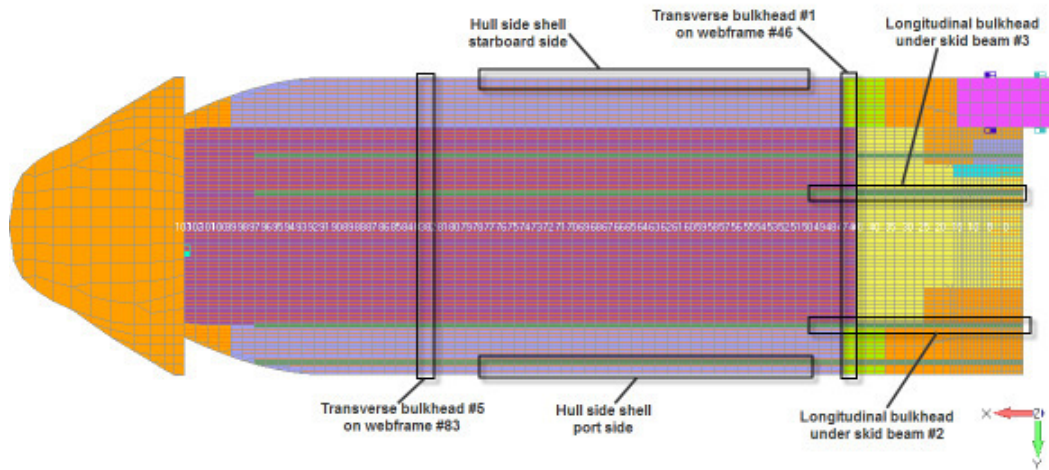 Hull side shell
starboard side
Transverse bulkhead #1
on webframe #46
Longitudinal bulkhead
under skid beam #3
Transverse bulkhead #5
on webframe #83
Hull side shell
port side
Longitudinal bulkhead
under skid beam #2
X
Z
Y